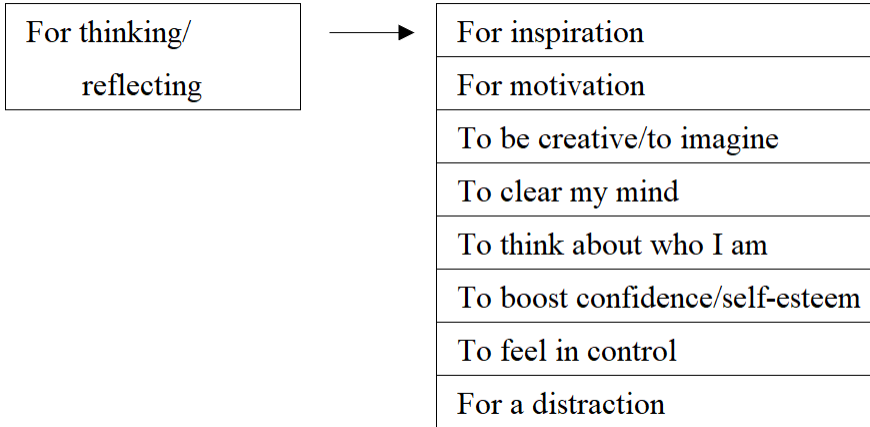 For thinking/
reflecting
For inspiration
For motivation
To be creative/to imagine
To clear my mind
To think about who I am
To boost confidence/self-esteem
To feel in control
For a distraction